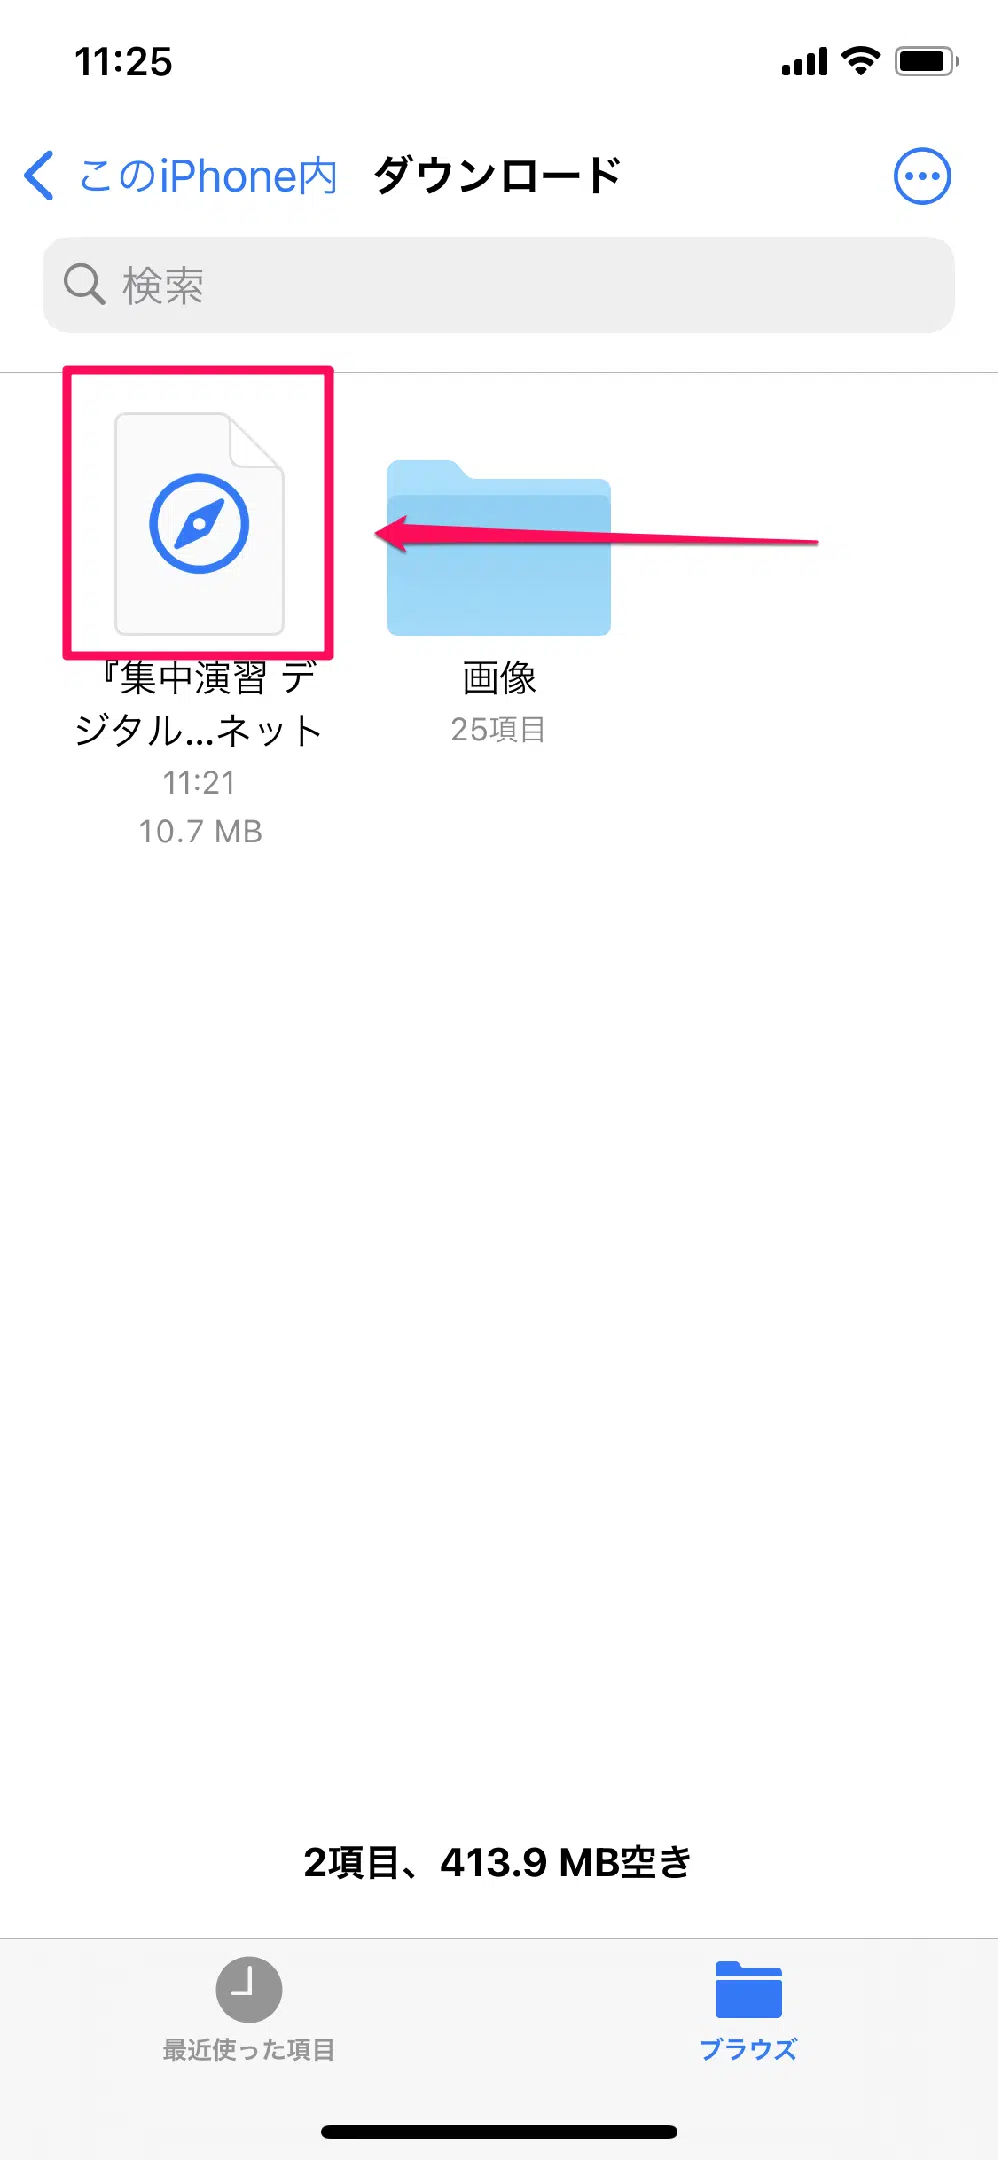 11:25
このiPhone内 ダウンロード
検索
『集中演習 デ
ジタル...ネット
11:21
10.7 MB
画像
25項目
2項目、413.9 MB空き
最近使った項目
ブラウズ